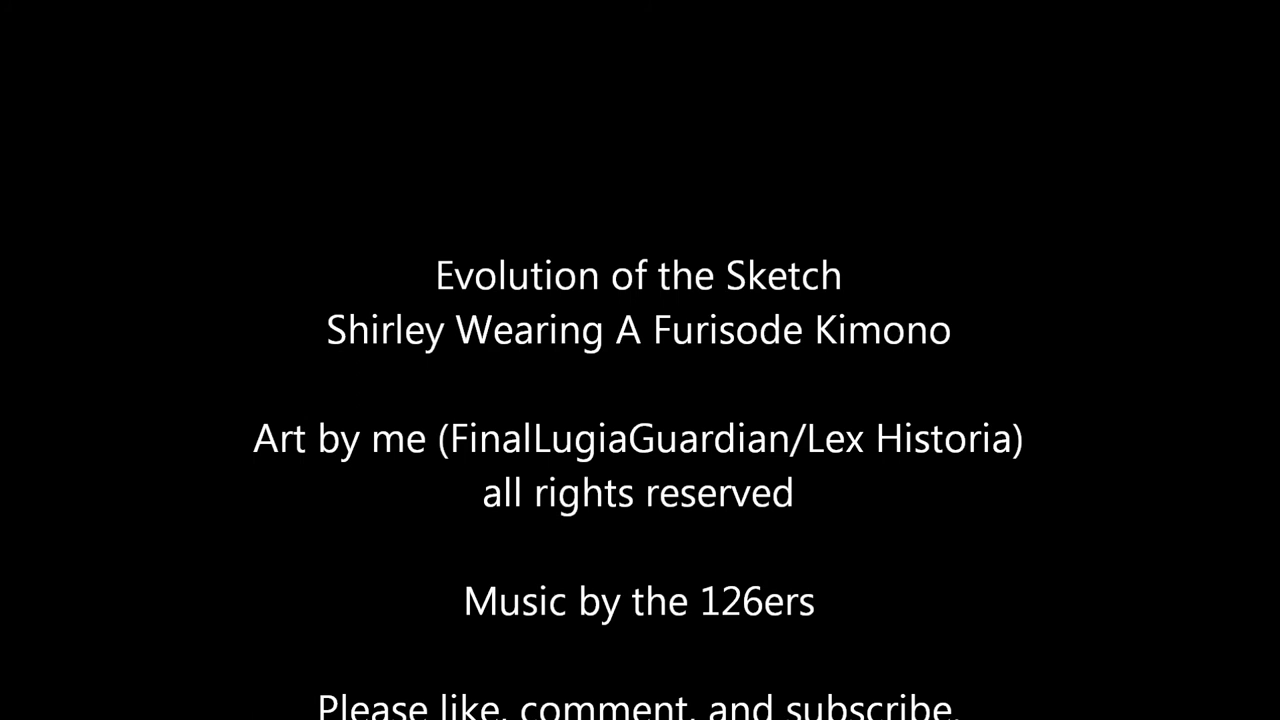 Evolution of the Sketch
Shirley Wearing A Furisode Kimono
Art by me (FinalLugiaGuardian/Lex Historia)
all rights reserved
Music by the 126ers
Please like, comment, and subscribe.